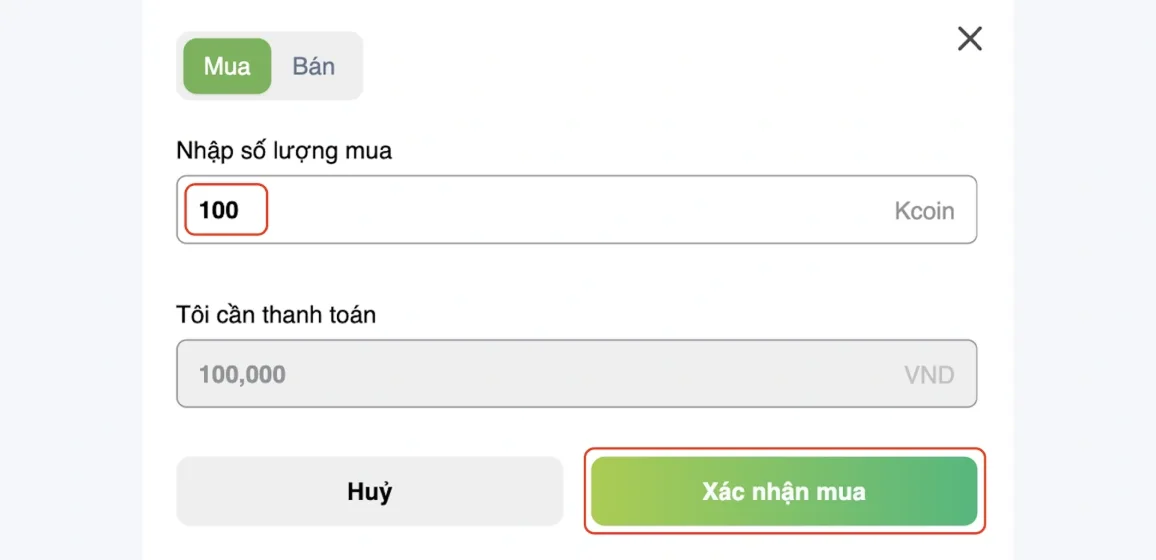 Mua Bán
Nhập số lượng mua
100 Kcoin
Tôi cần thanh toán
100,000 VND
Huỷ Xác nhận mua